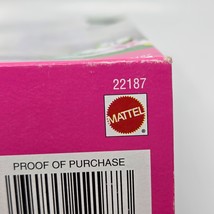 22187
MATTEL
®
PROOF OF PURCHASE